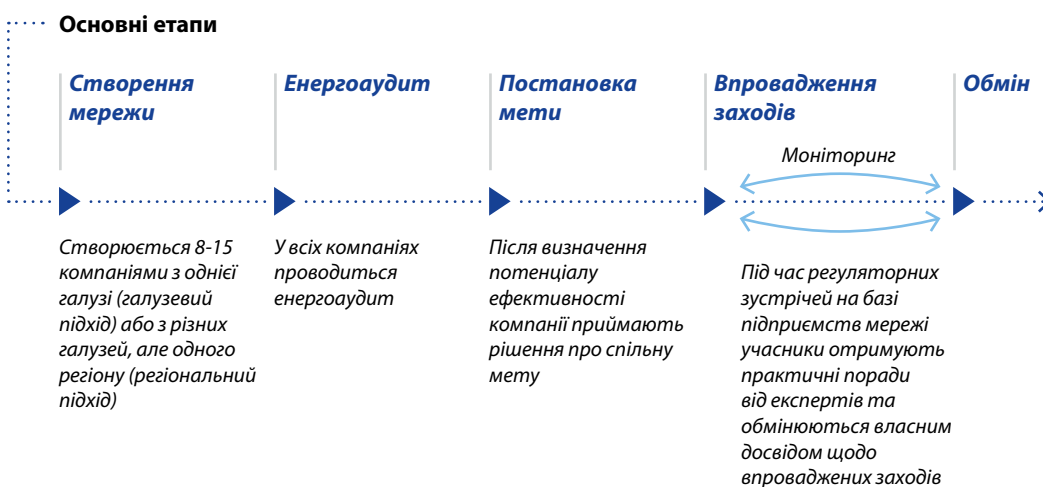 Основні етапи
Створення
мережи
Енергоаудит
Постановка
мети
Впровадження
заходів
Обмін
Моніторинг
Створюється 8-15
компаніями з однієї
галузі (галузевий
підхід) або з різних
галузей, але одного
регіону (регіональний
підхід)
У всіх компаніях
проводиться
енергоаудит
Після визначення
потенціалу
ефективності
компанії приймають
рішення про спільну
мету
Під час регуляторних
зустрічей на базі
підприємств мережі
учасники отримують
практичні поради
від експертів та
обмінюються власним
досвідом щодо
впроваджених заходів